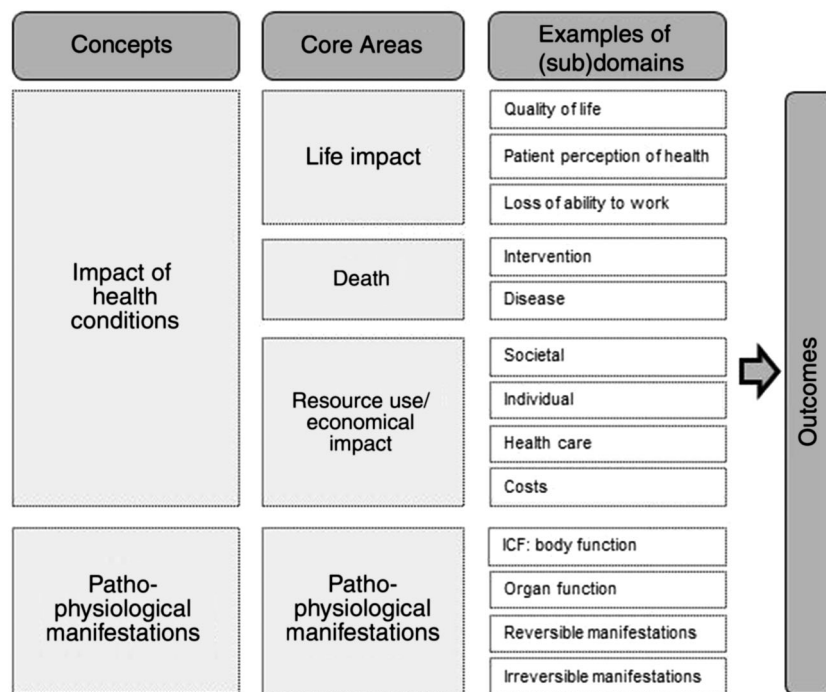 Concepts
Core Areas
Examples of
(sub)domains
Impact of
health
conditions
Life impact
Quality of life
Patient perception of health
Loss of ability to work
Death
Intervention
Disease
Resource use/
economical
impact
Societal
Individual
Health care
Costs
Patho-
physiological
manifestations
Patho-
physiological
manifestations
ICF: body function
Organ function
Reversible manifestations
Irreversible manifestations
Outcomes